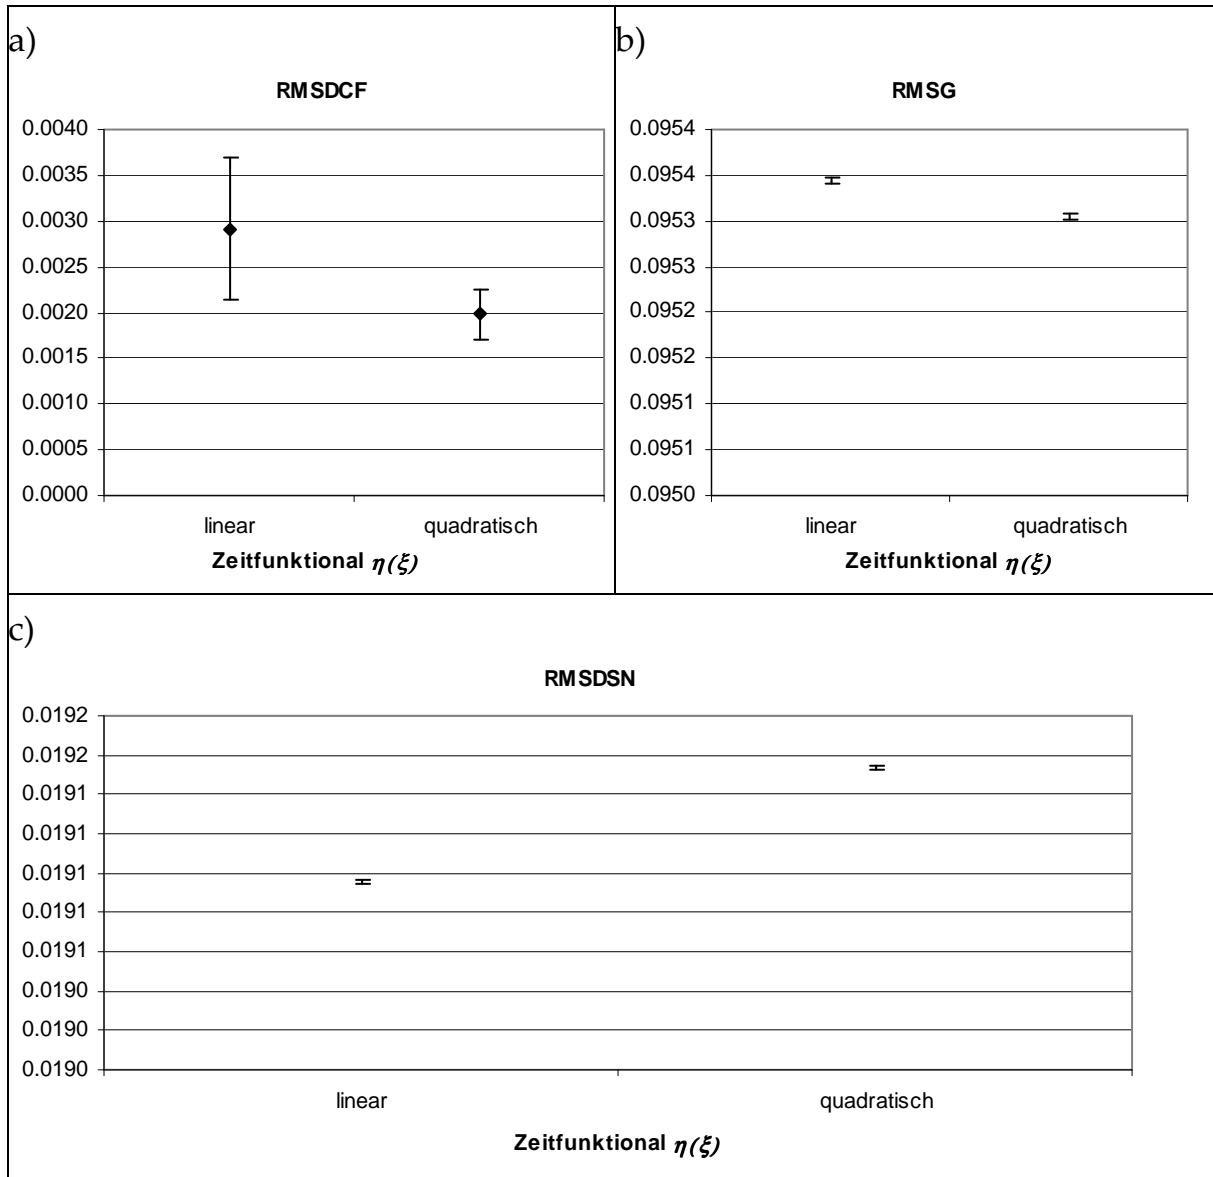 a)
RMSDCF
0.0040
0.0035
0.0030
0.0025
0.0020
0.0015
0.0010
0.0005
0.0000
linear quadratisch
Zeitfunktional η(ξ)
b)
RMSG
0.0954
0.0954
0.0953
0.0953
0.0952
0.0952
0.0951
0.0951
0.0950
linear quadratisch
Zeitfunktional η(ξ)
c)
RMSDSN
0.0192
0.0192
0.0191
0.0191
0.0191
0.0191
0.0191
0.0190
0.0190
0.0190
linear quadratisch
Zeitfunktional η(ξ)